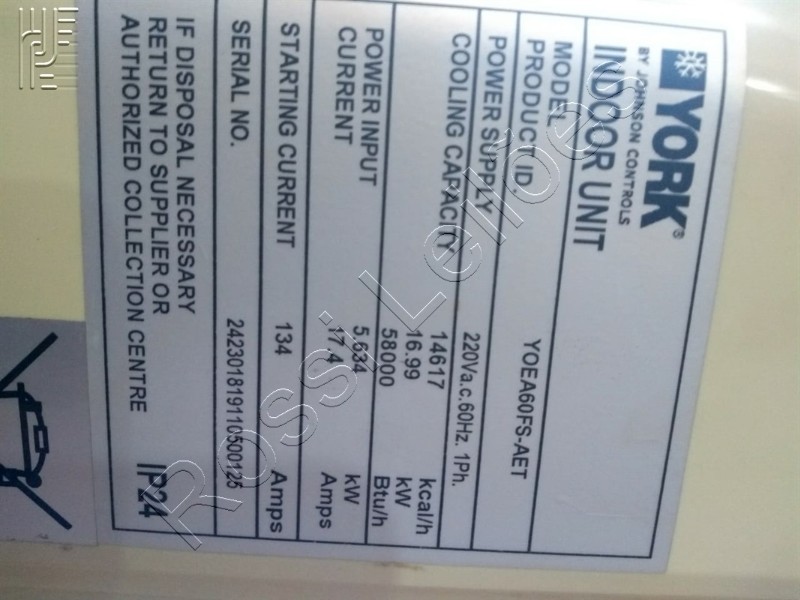 YORK®
BY JOHNSON CONTROLS
INDOOR UNIT
MODEL YOEA60FS-AET
PRODUCT ID.
POWER SUPPLY 220Va.c.60Hz. 1Ph.
COOLING CAPACITY 14617 kcal/h
16.99 kW
58000 Btu/h
POWER INPUT 5,634 kW
CURRENT 17.4 Amps
STARTING CURRENT 134 Amps
SERIAL NO. 242301819110500125
IF DISPOSAL NECESSARY
RETURN TO SUPPLIER OR
AUTHORIZED COLLECTION CENTRE IP24
Rossi Leilões